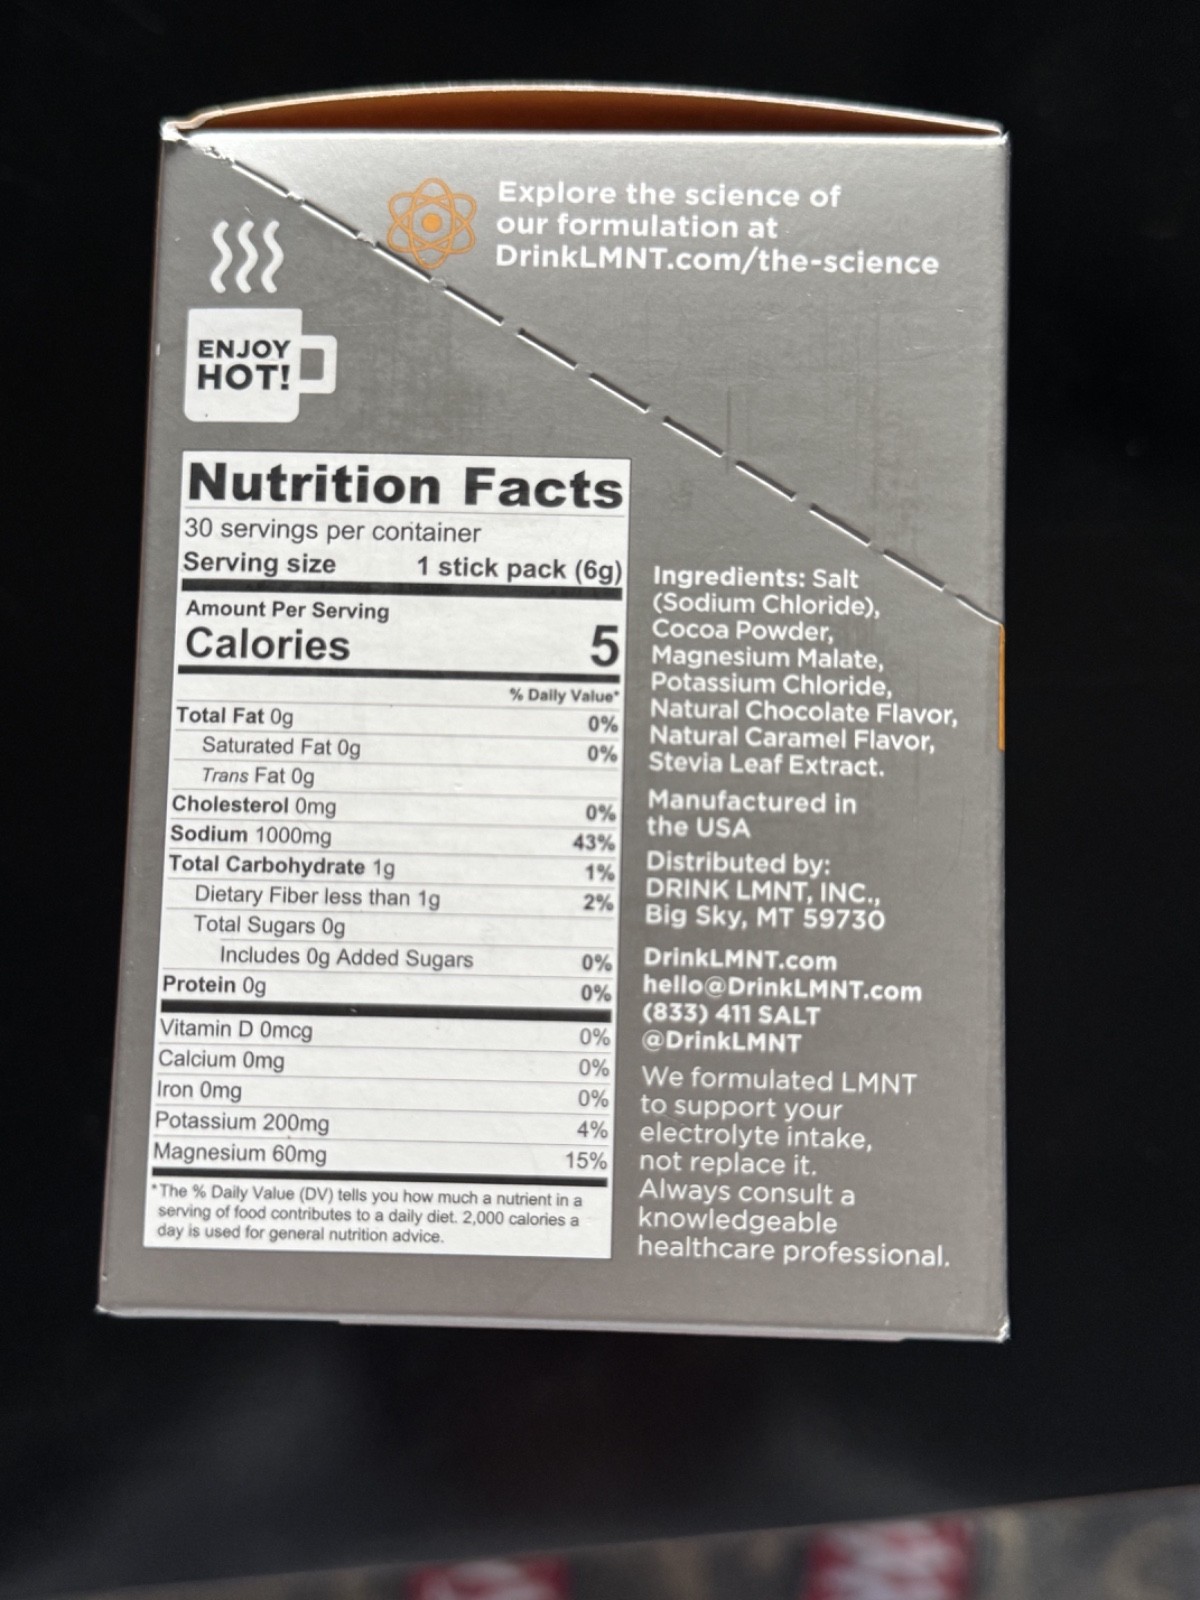 Explore the science of
our formulation at
DrinkLMNT.com/the-science
ENJOY
HOT!
Nutrition Facts
30 servings per container
Serving size 1 stick pack (6g)
Amount Per Serving
Calories 5
% Daily Value*
Total Fat 0g 0%
Saturated Fat 0g 0%
Trans Fat 0g
Cholesterol 0mg 0%
Sodium 1000mg 43%
Total Carbohydrate 1g 1%
Dietary Fiber less than 1g 2%
Total Sugars 0g
Includes 0g Added Sugars 0%
Protein 0g 0%
Vitamin D 0mcg 0%
Calcium 0mg 0%
Iron 0mg 0%
Potassium 200mg 4%
Magnesium 60mg 15%
*The % Daily Value (DV) tells you how much a nutrient in a
serving of food contributes to a daily diet. 2,000 calories a
day is used for general nutrition advice.
Ingredients: Salt
(Sodium Chloride),
Cocoa Powder,
Magnesium Malate,
Potassium Chloride,
Natural Chocolate Flavor,
Natural Caramel Flavor,
Stevia Leaf Extract.
Manufactured in
the USA
Distributed by:
DRINK LMNT, INC.,
Big Sky, MT 59730
DrinkLMNT.com
hello@DrinkLMNT.com
(833) 411 SALT
@DrinkLMNT
We formulated LMNT
to support your
electrolyte intake,
not replace it.
Always consult a
knowledgeable
healthcare professional.